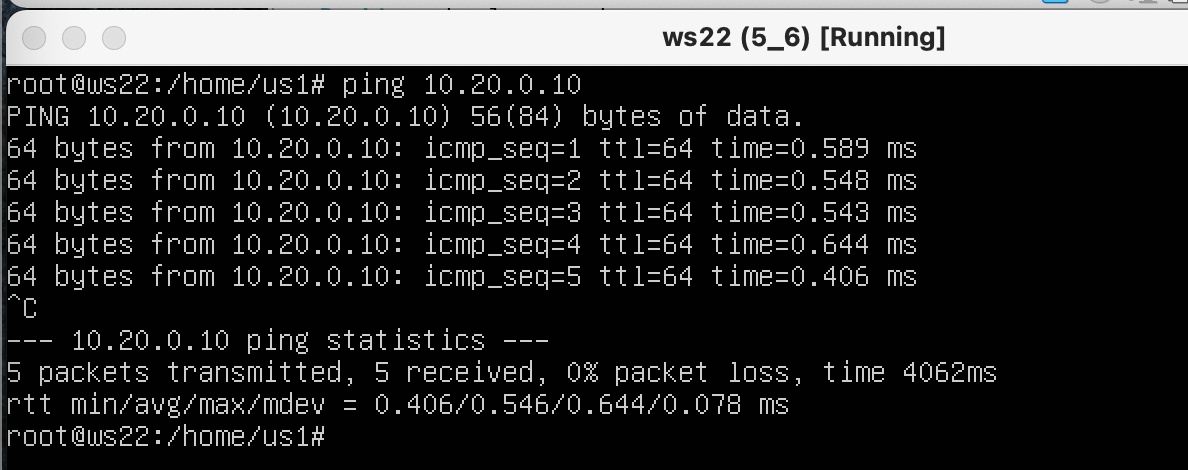 ws22 (5_6) [Running]
root@ws22:/home/us1# ping 10.20.0.10
PING 10.20.0.10 (10.20.0.10) 56(84) bytes of data.
64 bytes from 10.20.0.10: icmp_seq=1 ttl=64 time=0.589 ms
64 bytes from 10.20.0.10: icmp_seq=2 ttl=64 time=0.548 ms
64 bytes from 10.20.0.10: icmp_seq=3 ttl=64 time=0.543 ms
64 bytes from 10.20.0.10: icmp_seq=4 ttl=64 time=0.644 ms
64 bytes from 10.20.0.10: icmp_seq=5 ttl=64 time=0.406 ms
^C
--- 10.20.0.10 ping statistics ---
5 packets transmitted, 5 received, 0% packet loss, time 4062ms
rtt min/avg/max/mdev = 0.406/0.546/0.644/0.078 ms
root@ws22:/home/us1#